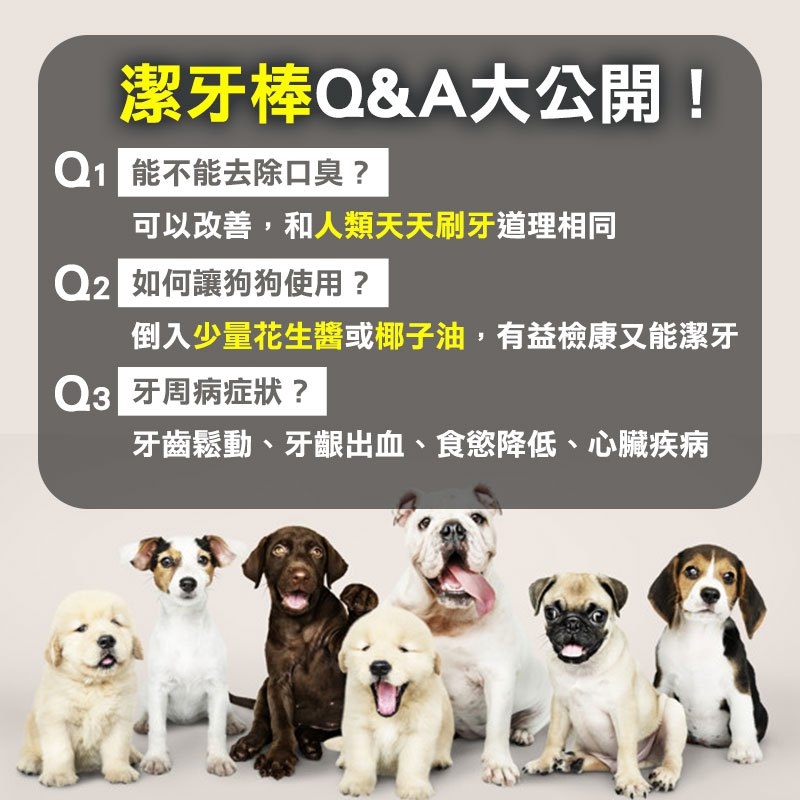 潔牙棒Q&A大公開！
Q1 能不能去除口臭？
可以改善，和人類天天刷牙道理相同
Q2 如何讓狗狗使用？
倒入少量花生醬或椰子油，有益檢康又能潔牙
Q3 牙周病症狀？
牙齒鬆動、牙齦出血、食慾降低、心臟疾病